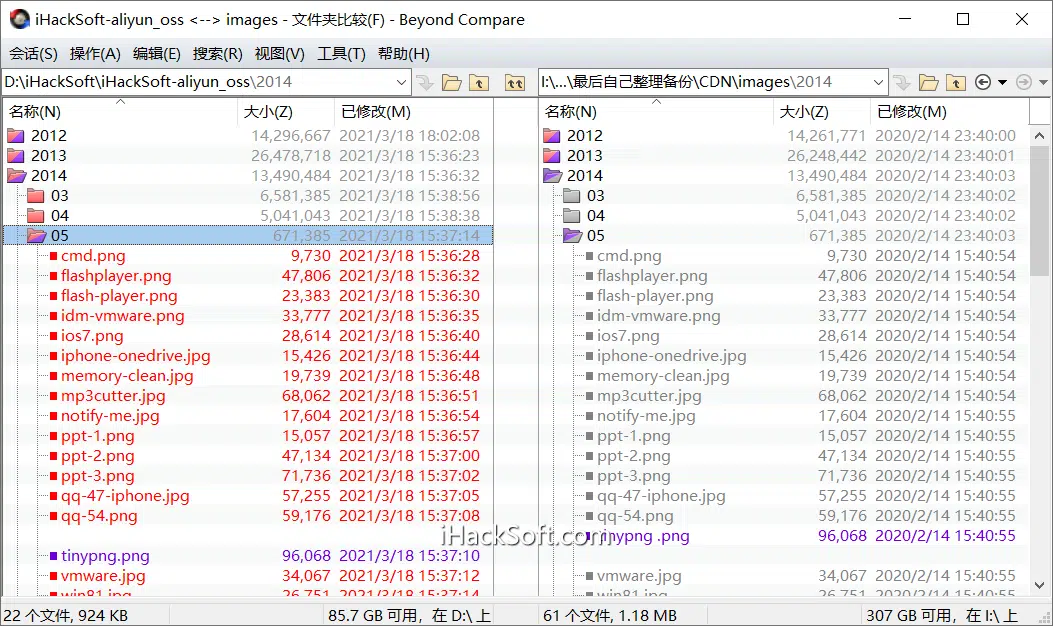 iHackSoft-aliyun_oss <--> images - 文件夹比较(F) - Beyond Compare
会话(S) 操作(A) 编辑(E) 搜索(R) 视图(V) 工具(T) 帮助(H)
D:\iHackSoft\iHackSoft-aliyun_oss\2014 I:\...\最后自己整理备份\CDN\images\2014
名称(N) 大小(Z) 已修改(M) 名称(N) 大小(Z) 已修改(M)
2012 14,296,667 2021/3/18 18:02:08 2012 14,261,771 2020/2/14 23:40:00
2013 26,478,718 2021/3/18 15:36:23 2013 26,248,442 2020/2/14 23:40:01
2014 13,490,484 2021/3/18 15:36:32 2014 13,490,484 2020/2/14 23:40:03
03 6,581,385 2021/3/18 15:38:56 03 6,581,385 2020/2/14 23:40:02
04 5,041,043 2021/3/18 15:38:38 04 5,041,043 2020/2/14 23:40:02
05 671,385 2021/3/18 15:37:14 05 671,385 2020/2/14 23:40:03
cmd.png 9,730 2021/3/18 15:36:28 cmd.png 9,730 2020/2/14 15:40:54
flashplayer.png 47,806 2021/3/18 15:36:32 flashplayer.png 47,806 2020/2/14 15:40:54
flash-player.png 23,383 2021/3/18 15:36:30 flash-player.png 23,383 2020/2/14 15:40:54
idm-vmware.png 33,777 2021/3/18 15:36:35 idm-vmware.png 33,777 2020/2/14 15:40:54
ios7.png 28,614 2021/3/18 15:36:40 ios7.png 28,614 2020/2/14 15:40:54
iphone-onedrive.jpg 15,426 2021/3/18 15:36:44 iphone-onedrive.jpg 15,426 2020/2/14 15:40:54
memory-clean.jpg 19,739 2021/3/18 15:36:48 memory-clean.jpg 19,739 2020/2/14 15:40:54
mp3cutter.jpg 68,062 2021/3/18 15:36:51 mp3cutter.jpg 68,062 2020/2/14 15:40:54
notify-me.jpg 17,604 2021/3/18 15:36:54 notify-me.jpg 17,604 2020/2/14 15:40:55
ppt-1.png 15,057 2021/3/18 15:36:57 ppt-1.png 15,057 2020/2/14 15:40:55
ppt-2.png 47,134 2021/3/18 15:37:00 ppt-2.png 47,134 2020/2/14 15:40:55
ppt-3.png 71,736 2021/3/18 15:37:02 ppt-3.png 71,736 2020/2/14 15:40:55
qq-47-iphone.jpg 57,255 2021/3/18 15:37:05 qq-47-iphone.jpg 57,255 2020/2/14 15:40:55
qq-54.png 59,176 2021/3/18 15:37:08 qq-54.png 59,176 2020/2/14 15:40:55
iHackSoft.com
tinypng .png 96,068 2020/2/14 15:40:55
tinypng.png 96,068 2021/3/18 15:37:10
vmware.jpg 34,067 2021/3/18 15:37:12 vmware.jpg 34,067 2020/2/14 15:40:55
win81.jpg 26,751 2021/3/18 15:37:14 win81.jpg 26,751 2020/2/14 15:40:55
22 个文件, 924 KB 85.7 GB 可用，在 D:\ 上 61 个文件, 1.18 MB 307 GB 可用，在 I:\ 上